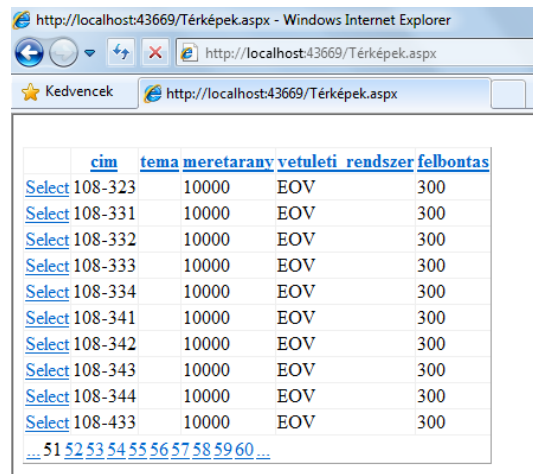 http://localhost:43669/Térképek.aspx - Windows Internet Explorer
http://localhost:43669/Térképek.aspx
Kedvencek http://localhost:43669/Térképek.aspx
cim tema meretarany vetuleti_rendszer felbontas
Select 108-323 10000 EOV 300
Select 108-331 10000 EOV 300
Select 108-332 10000 EOV 300
Select 108-333 10000 EOV 300
Select 108-334 10000 EOV 300
Select 108-341 10000 EOV 300
Select 108-342 10000 EOV 300
Select 108-343 10000 EOV 300
Select 108-344 10000 EOV 300
Select 108-433 10000 EOV 300
... 51 52 53 54 55 56 57 58 59 60 ...